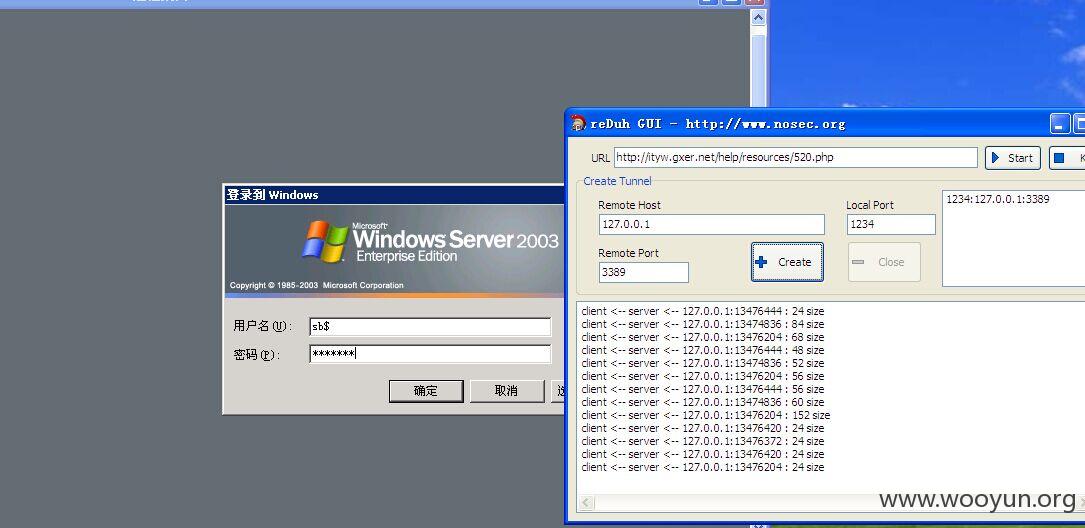 登录到 Windows
Microsoft
Windows Server 2003
Enterprise Edition
Copyright © 1985-2003 Microsoft Corporation
用户名(U):
sb$
密码(P):
*******
确定
取消
reDuh GUI - http://www.nosec.org
URL
http://ityw.gxer.net/help/resources/520.php
Start
K
Create Tunnel
Remote Host
Local Port
127.0.0.1
1234
1234:127.0.0.1:3389
Remote Port
3389
Create
Close
client <-- server <-- 127.0.0.1:13476444 : 24 size
client <-- server <-- 127.0.0.1:13474836 : 84 size
client <-- server <-- 127.0.0.1:13476204 : 68 size
client <-- server <-- 127.0.0.1:13476444 : 48 size
client <-- server <-- 127.0.0.1:13474836 : 52 size
client <-- server <-- 127.0.0.1:13476204 : 56 size
client <-- server <-- 127.0.0.1:13476444 : 56 size
client <-- server <-- 127.0.0.1:13474836 : 60 size
client <-- server <-- 127.0.0.1:13476204 : 152 size
client <-- server <-- 127.0.0.1:13476420 : 24 size
client <-- server <-- 127.0.0.1:13476372 : 24 size
client <-- server <-- 127.0.0.1:13476420 : 24 size
client <-- server <-- 127.0.0.1:13476204 : 24 size
www.wooyun.org